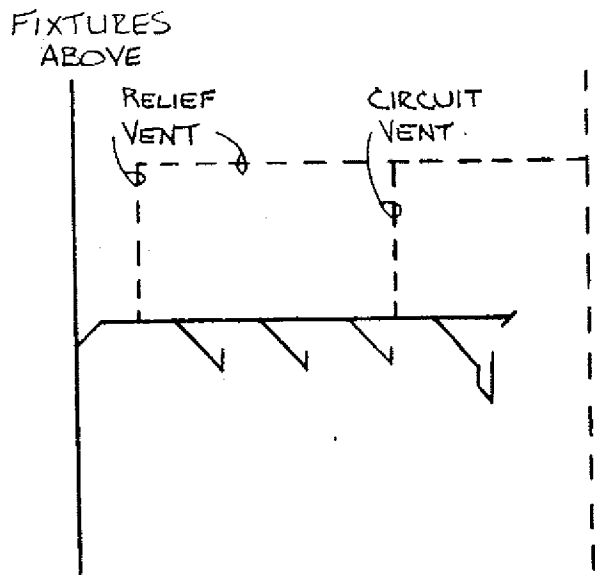 FIXTURES
ABOVE
RELIEF
VENT
CIRCUIT
VENT.